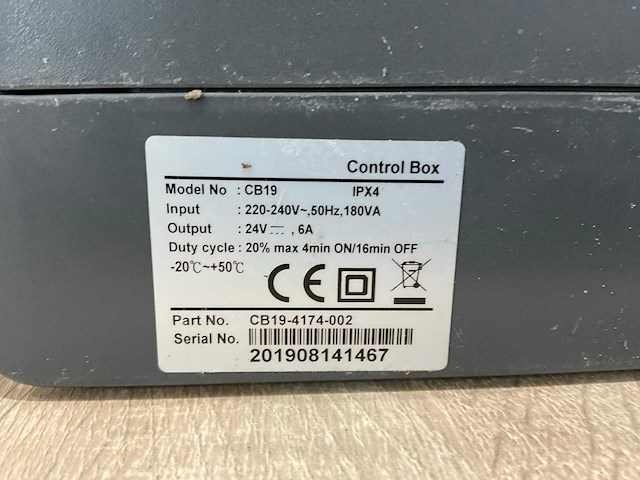 Control Box
Model No : CB19 IPX4
Input : 220-240V~,50Hz,180VA
Output : 24V⎓ , 6A
Duty cycle : 20% max 4min ON/16min OFF
-20℃~+50℃
CE
Part No. CB19-4174-002
Serial No.
201908141467